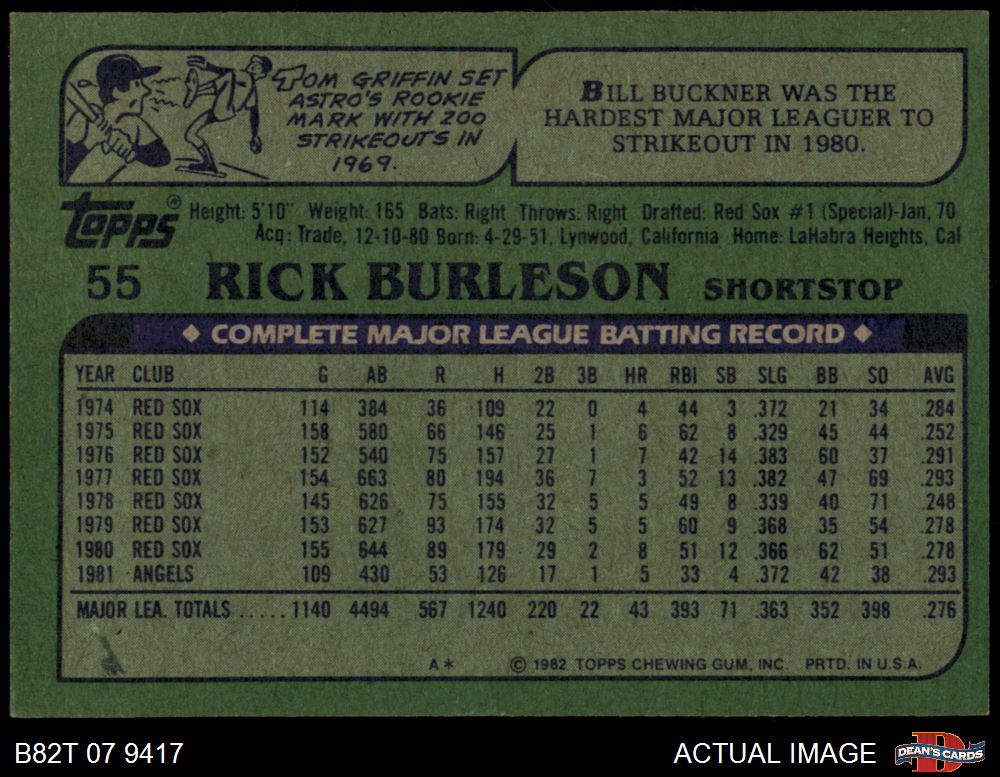 TOM GRIFFIN SET
ASTRO'S ROOKIE
MARK WITH 200
STRIKEOUTS IN
1969.
BILL BUCKNER WAS THE
HARDEST MAJOR LEAGUER TO
STRIKEOUT IN 1980.
Topps® Height: 5'10" Weight: 165 Bats: Right Throws: Right Drafted: Red Sox #1 (Special)-Jan, 70
Acq: Trade, 12-10-80 Born: 4-29-51, Lynwood, California Home: LaHabra Heights, Cal
55 RICK BURLESON SHORTSTOP
◆ COMPLETE MAJOR LEAGUE BATTING RECORD ◆
YEAR CLUB G AB R H 2B 3B HR RBI SB SLG BB SO AVG
1974 RED SOX 114 384 36 109 22 0 4 44 3 .372 21 34 .284
1975 RED SOX 158 580 66 146 25 1 6 62 8 .329 45 44 .252
1976 RED SOX 152 540 75 157 27 1 7 42 14 .383 60 37 .291
1977 RED SOX 154 663 80 194 36 7 3 52 13 .382 47 69 .293
1978 RED SOX 145 626 75 155 32 5 5 49 8 .339 40 71 .248
1979 RED SOX 153 627 93 174 32 5 5 60 9 .368 35 54 .278
1980 RED SOX 155 644 89 179 29 2 8 51 12 .366 62 51 .278
1981 ANGELS 109 430 53 126 17 1 5 33 4 .372 42 38 .293
MAJOR LEA. TOTALS ..... 1140 4494 567 1240 220 22 43 393 71 .363 352 398 .276
A* © 1982 TOPPS CHEWING GUM, INC. PRTD. IN U.S.A.
B82T 07 9417 ACTUAL IMAGE D DEAN'S CARDS